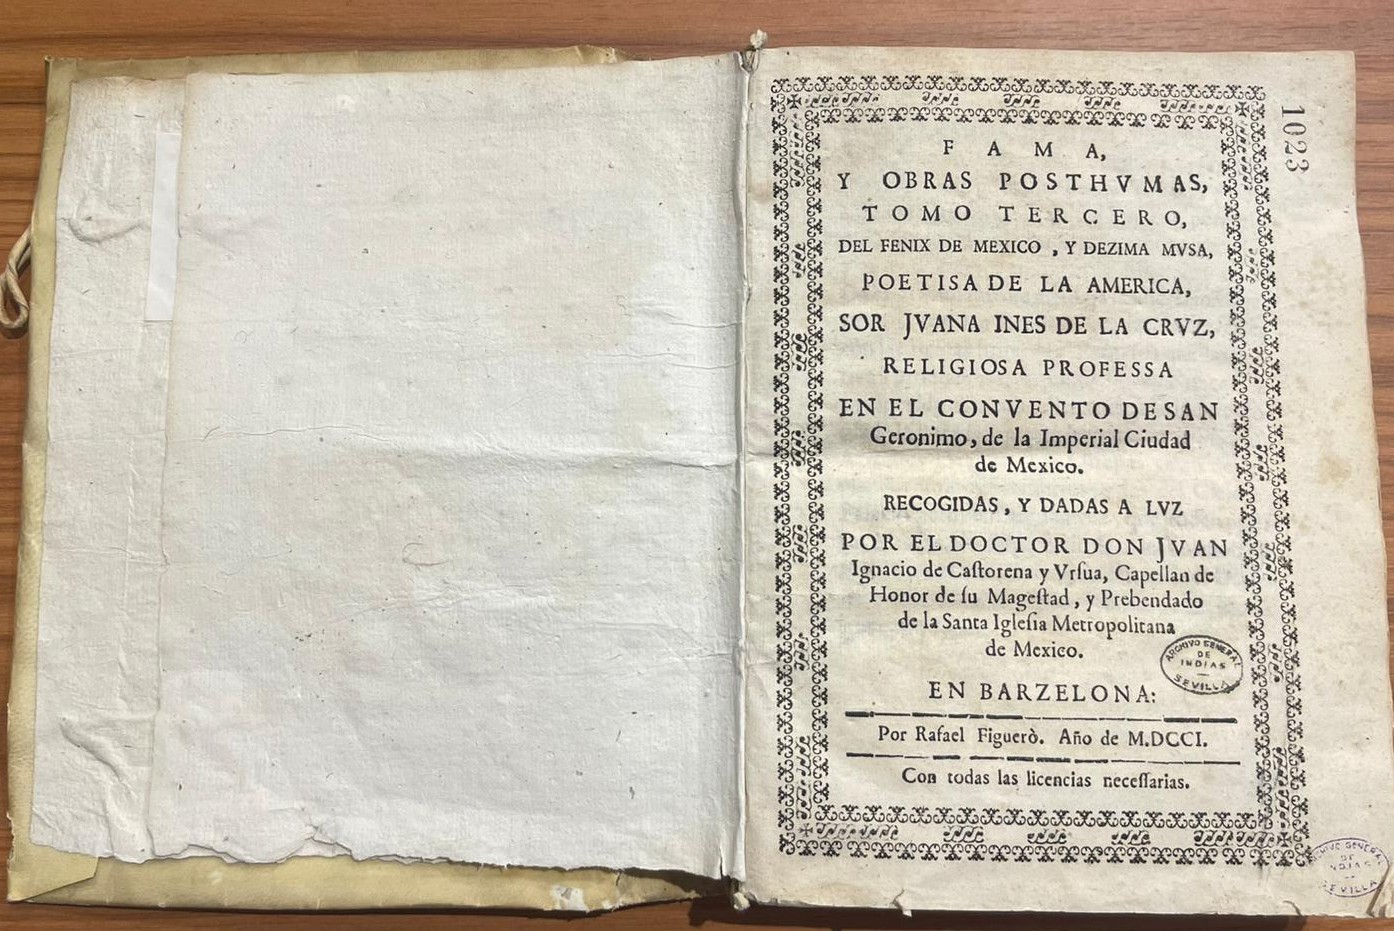 F A M A,
Y OBRAS POSTHVMAS,
TOMO TERCERO,
DEL FENIX DE MEXICO , Y DEZIMA MVSA,
POETISA DE LA AMERICA,
SOR JVANA INES DE LA CRVZ,
RELIGIOSA PROFESSA
EN EL CONVENTO DE SAN
Geronimo, de la Imperial Ciudad
de Mexico.
RECOGIDAS, Y DADAS A LVZ
POR EL DOCTOR DON JVAN
Ignacio de Caſtorena y Vrſua, Capellan de
Honor de ſu Mageſtad, y Prebendado
de la Santa Igleſia Metropolitana
de Mexico.
EN BARZELONA:
Por Rafael Figuerò. Año de M.DCCI.
Con todas las licencias neceſſarias.
1023
ARCHIVO GENERAL
DE
INDIAS
SEVILLA
ARCHIVO GENERAL
DE
INDIAS
SEVILLA